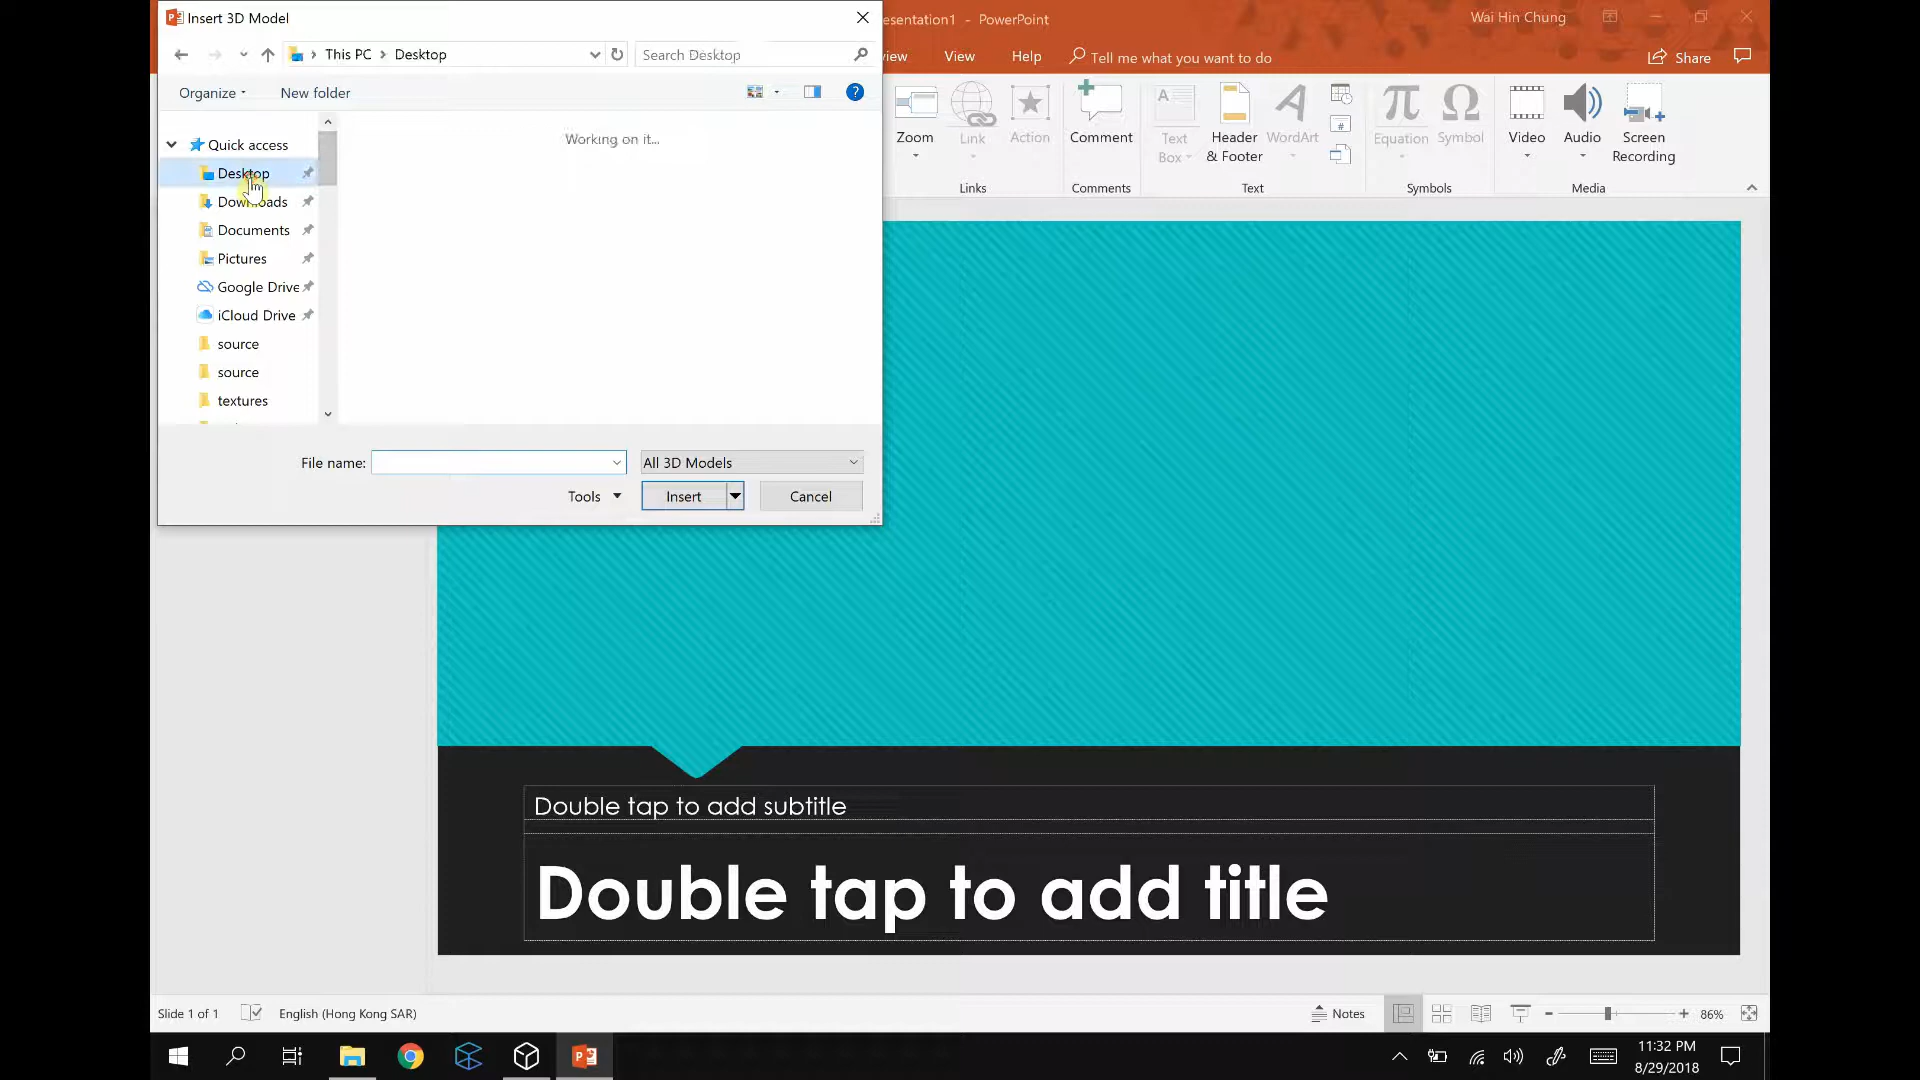 Insert 3D Model
esentation1 - PowerPoint
Wai Hin Chung
This PC
Desktop
Search Desktop
iew
View
Help
Tell me what you want to do
Share
Organize
New folder
?
Quick access
Desktop
Downloads
Documents
Pictures
Google Drive
iCloud Drive
source
source
textures
Working on it...
File name:
All 3D Models
Tools
Insert
Cancel
Zoom
Link
Action
Comment
Text
Box
Header
& Footer
WordArt
Equation
Symbol
Video
Audio
Screen
Recording
Links
Comments
Text
Symbols
Media
Double tap to add subtitle
Double tap to add title
Slide 1 of 1
English (Hong Kong SAR)
Notes
86%
11:32 PM
8/29/2018